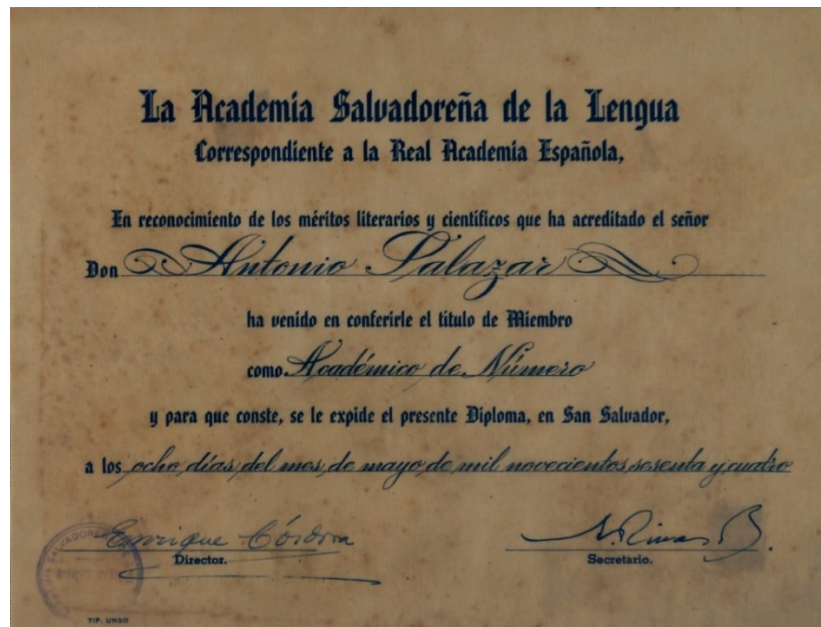 La Academia Salvadoreña de la Lengua
Correspondiente a la Real Academia Española,
En reconocimiento de los méritos literarios y científicos que ha acreditado el señor
Don Antonio Salazar
ha venido en conferirle el título de Miembro
como Académico de Número
y para que conste, se le expide el presente Diploma, en San Salvador,
a los ocho días del mes de mayo de mil novecientos sesenta y cuatro
Enrique Córdova
Director.
Rivas B.
Secretario.
TIP. UNGO